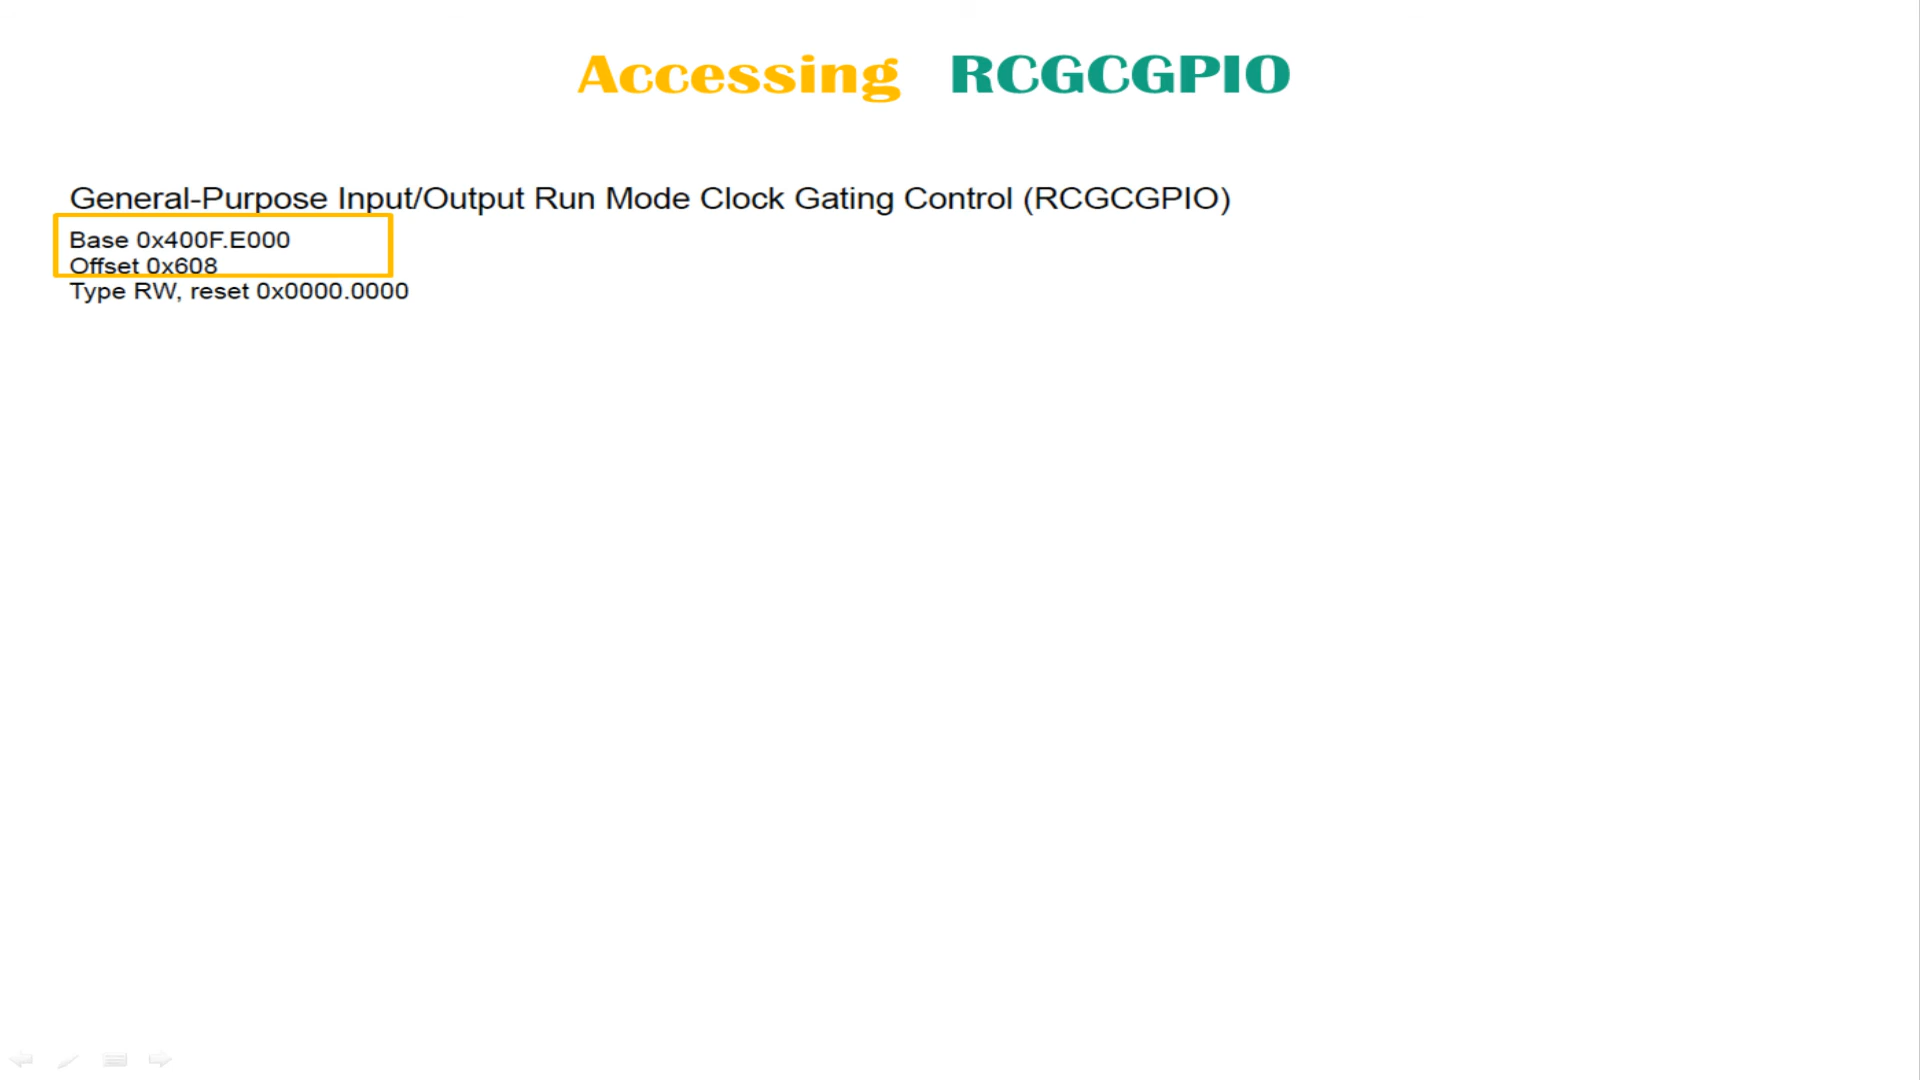 Accessing RCGCGPIO
General-Purpose Input/Output Run Mode Clock Gating Control (RCGCGPIO)
Base 0x400F.E000
Offset 0x608
Type RW, reset 0x0000.0000